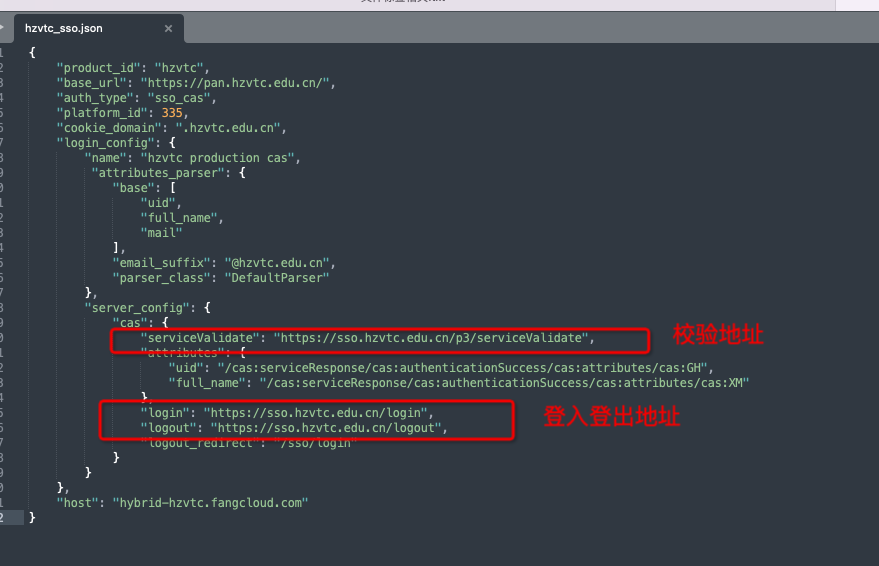 hzvtc_sso.json
{
"product_id": "hzvtc",
"base_url": "https://pan.hzvtc.edu.cn/",
"auth_type": "sso_cas",
"platform_id": 335,
"cookie_domain": ".hzvtc.edu.cn",
"login_config": {
"name": "hzvtc production cas",
"attributes_parser": {
"base": [
"uid",
"full_name",
"mail"
],
"email_suffix": "@hzvtc.edu.cn",
"parser_class": "DefaultParser"
},
"server_config": {
"cas": {
"serviceValidate": "https://sso.hzvtc.edu.cn/p3/serviceValidate", 校验地址
"attributes": {
"uid": "/cas:serviceResponse/cas:authenticationSuccess/cas:attributes/cas:GH",
"full_name": "/cas:serviceResponse/cas:authenticationSuccess/cas:attributes/cas:XM"
},
"login": "https://sso.hzvtc.edu.cn/login", 登入登出地址
"logout": "https://sso.hzvtc.edu.cn/logout",
"logout_redirect": "/sso/login"
}
}
},
"host": "hybrid-hzvtc.fangcloud.com"
}